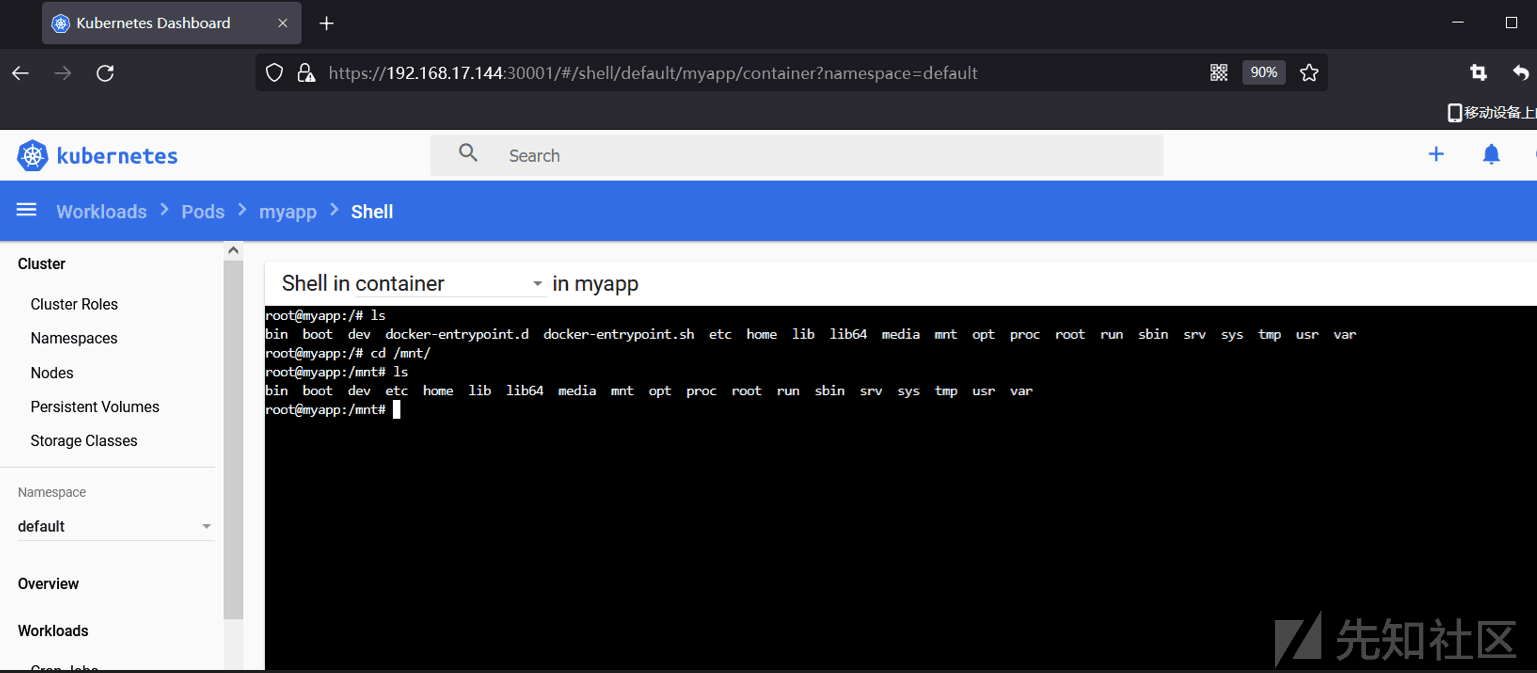 Kubernetes Dashboard
https://192.168.17.144:30001/#/shell/default/myapp/container?namespace=default
90%
移动设备上
kubernetes
Search
Workloads > Pods > myapp > Shell
Cluster
Cluster Roles
Namespaces
Nodes
Persistent Volumes
Storage Classes
Namespace
default
Overview
Workloads
Cron Jobs
Shell in container in myapp
root@myapp:/# ls
bin boot dev docker-entrypoint.d docker-entrypoint.sh etc home lib lib64 media mnt opt proc root run sbin srv sys tmp usr var
root@myapp:/# cd /mnt/
root@myapp:/mnt# ls
bin boot dev etc home lib lib64 media mnt opt proc root run sbin srv sys tmp usr var
root@myapp:/mnt#
先知社区